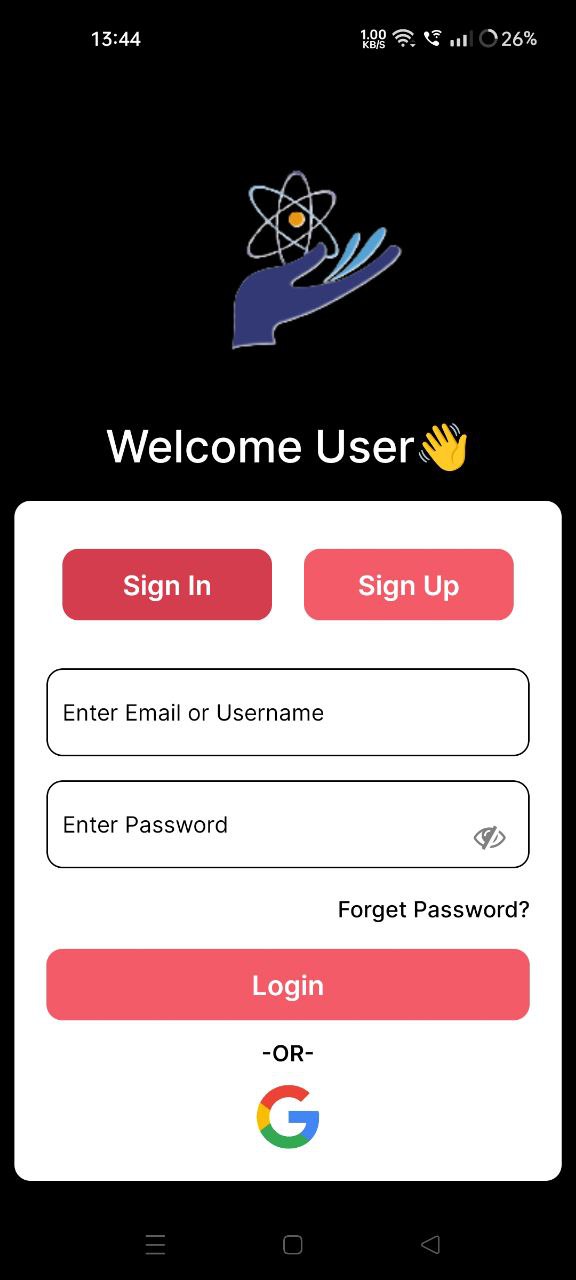 13:44
1.00 KB/S 26%
Welcome User👋
Sign In
Sign Up
Enter Email or Username
Enter Password
Forget Password?
Login
-OR-